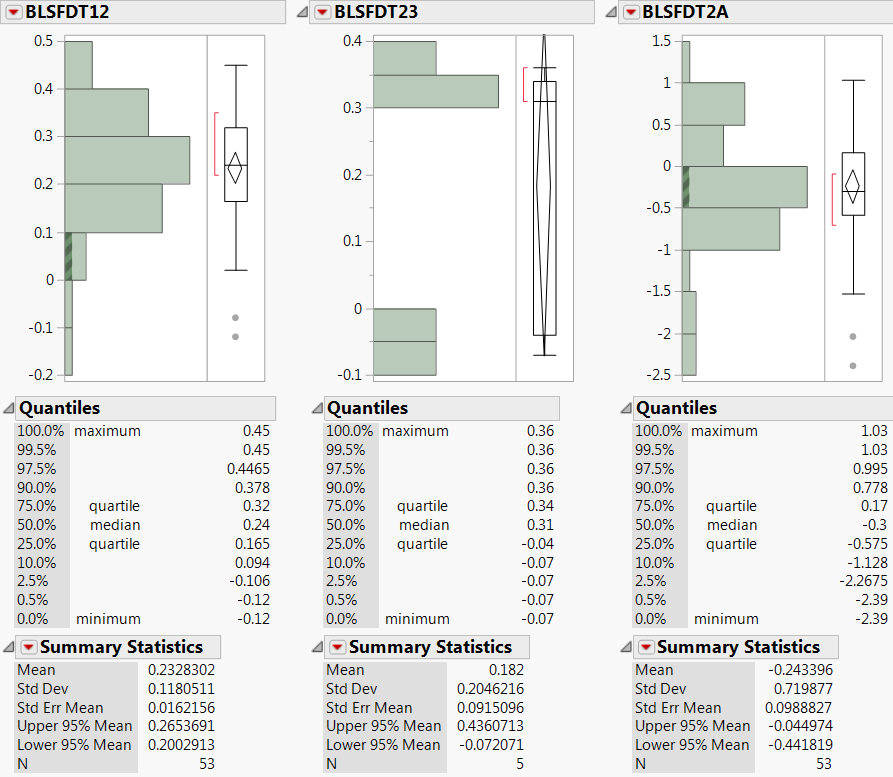 BLSFDT12
0.5
0.4
0.3
0.2
0.1
0
-0.1
-0.2
Quantiles
100.0% maximum 0.45
99.5% 0.45
97.5% 0.4465
90.0% 0.378
75.0% quartile 0.32
50.0% median 0.24
25.0% quartile 0.165
10.0% 0.094
2.5% -0.106
0.5% -0.12
0.0% minimum -0.12
Summary Statistics
Mean 0.2328302
Std Dev 0.1180511
Std Err Mean 0.0162156
Upper 95% Mean 0.2653691
Lower 95% Mean 0.2002913
N 53
BLSFDT23
0.4
0.3
0.2
0.1
0
-0.1
Quantiles
100.0% maximum 0.36
99.5% 0.36
97.5% 0.36
90.0% 0.36
75.0% quartile 0.34
50.0% median 0.31
25.0% quartile -0.04
10.0% -0.07
2.5% -0.07
0.5% -0.07
0.0% minimum -0.07
Summary Statistics
Mean 0.182
Std Dev 0.2046216
Std Err Mean 0.0915096
Upper 95% Mean 0.4360713
Lower 95% Mean -0.072071
N 5
BLSFDT2A
1.5
1
0.5
0
-0.5
-1
-1.5
-2
-2.5
Quantiles
100.0% maximum 1.03
99.5% 1.03
97.5% 0.995
90.0% 0.778
75.0% quartile 0.17
50.0% median -0.3
25.0% quartile -0.575
10.0% -1.128
2.5% -2.2675
0.5% -2.39
0.0% minimum -2.39
Summary Statistics
Mean -0.243396
Std Dev 0.719877
Std Err Mean 0.0988827
Upper 95% Mean -0.044974
Lower 95% Mean -0.441819
N 53